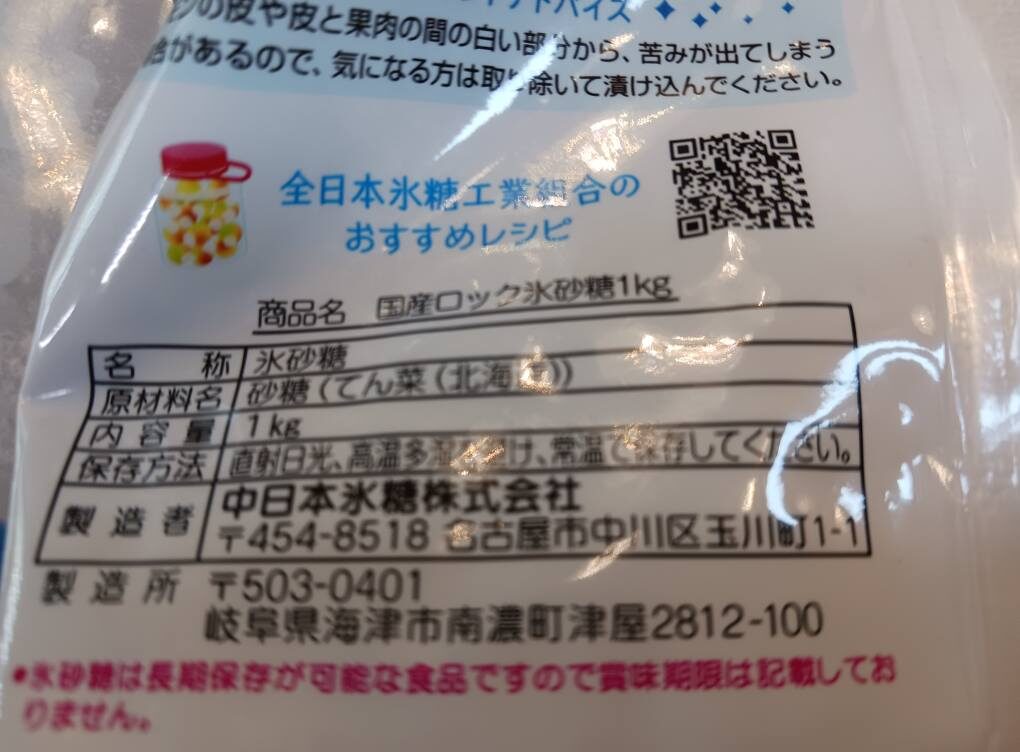 ドバイス
の皮や皮と果肉の間の白い部分から、苦みが出てしまう
があるので、気になる方は取り除いて漬け込んでください。
全日本氷糖工業組合の
おすすめレシピ
商品名 国産ロック氷砂糖1kg
名 称 氷砂糖
原材料名 砂糖(てん菜(北海道))
内容量 1kg
保存方法 直射日光、高温多湿を避け、常温で保存してください。
製造者 中日本氷糖株式会社
〒454-8518 名古屋市中川区玉川町1-1
製造所 〒503-0401
岐阜県海津市南濃町津屋2812-100
•氷砂糖は長期保存が可能な食品ですので賞味期限は記載してお
りません。